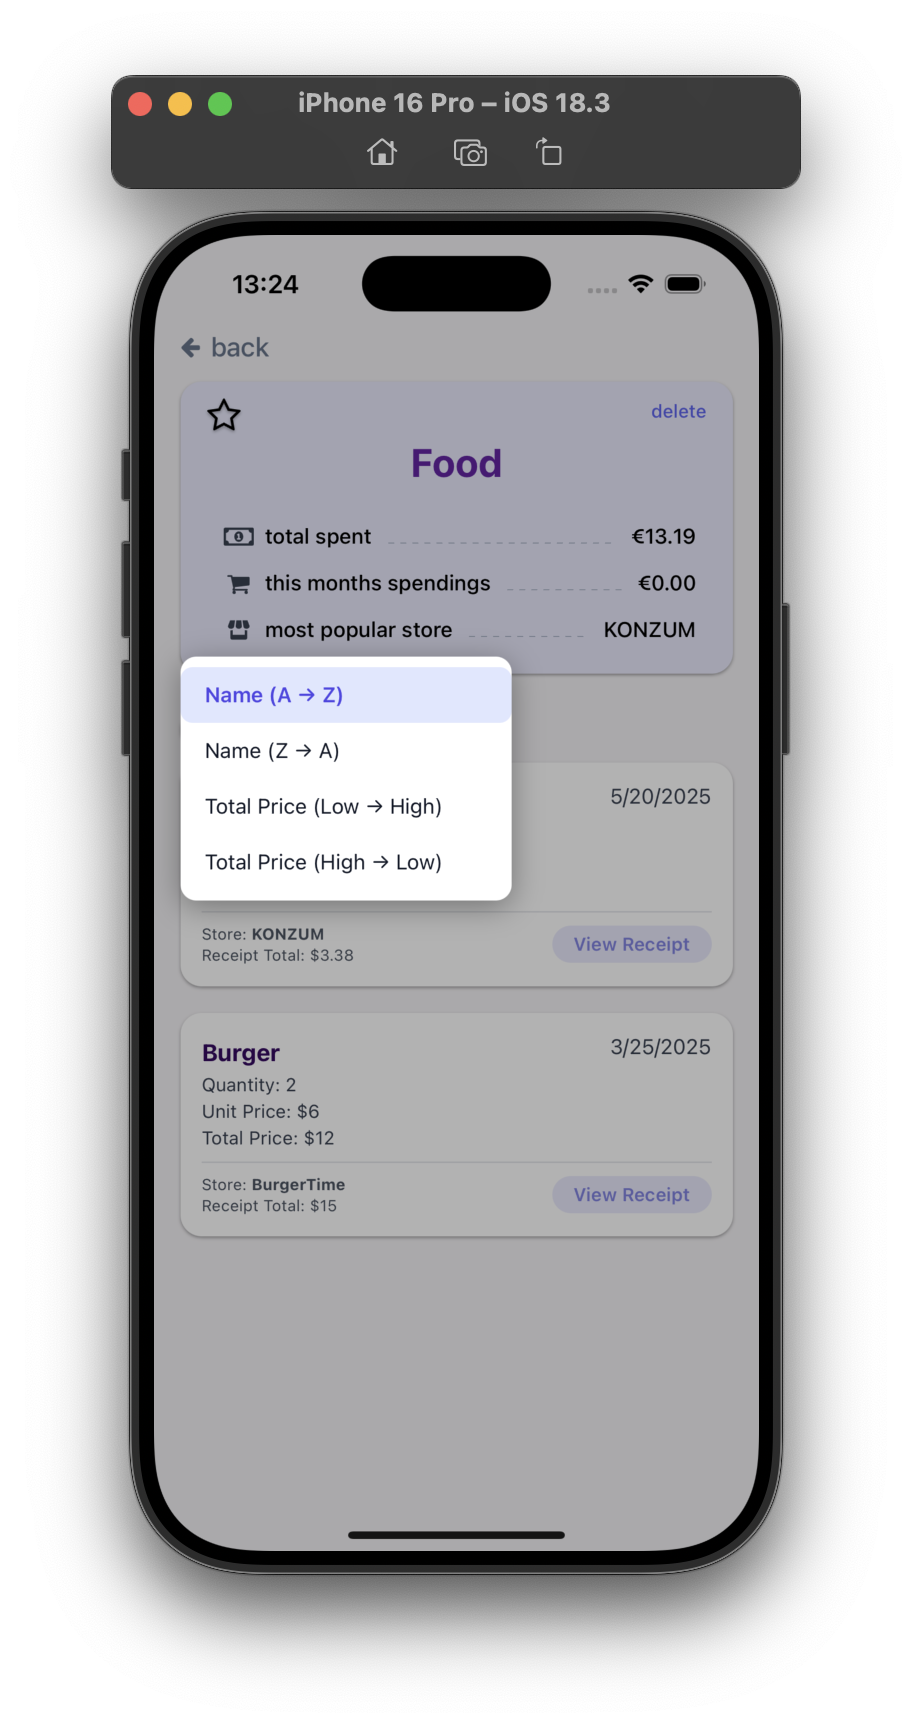 iPhone 16 Pro – iOS 18.3
13:24
back
delete
Food
total spent €13.19
this months spendings €0.00
most popular store KONZUM
Name (A → Z)
Name (Z → A)
Total Price (Low → High)
Total Price (High → Low)
5/20/2025
Store: KONZUM
Receipt Total: $3.38
View Receipt
Burger
3/25/2025
Quantity: 2
Unit Price: $6
Total Price: $12
Store: BurgerTime
Receipt Total: $15
View Receipt